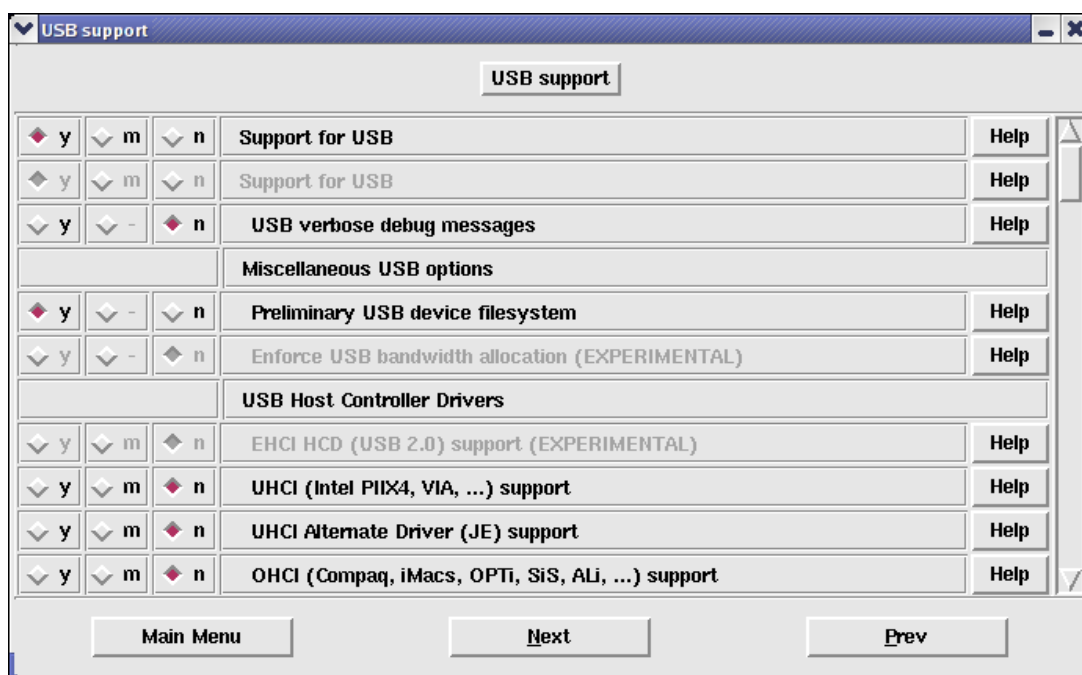 USB support
USB support
y m n Support for USB Help
y m n Support for USB Help
y - n USB verbose debug messages Help
Miscellaneous USB options
y - n Preliminary USB device filesystem Help
y - n Enforce USB bandwidth allocation (EXPERIMENTAL) Help
USB Host Controller Drivers
y m n EHCI HCD (USB 2.0) support (EXPERIMENTAL) Help
y m n UHCI (Intel PIIX4, VIA, ...) support Help
y m n UHCI Alternate Driver (JE) support Help
y m n OHCI (Compaq, iMacs, OPTi, SiS, ALi, ...) support Help
Main Menu Next Prev